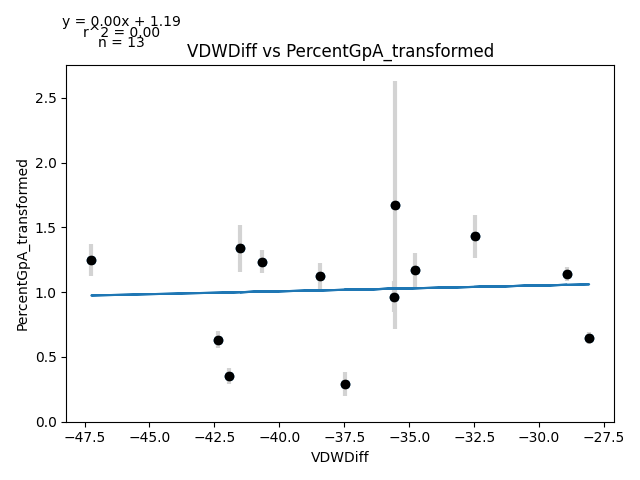 y = 0.00x + 1.19
r^2 = 0.00
n = 13
VDWDiff vs PercentGpA_transformed
2.5
2.0
1.5
1.0
0.5
0.0
PercentGpA_transformed
−47.5 −45.0 −42.5 −40.0 −37.5 −35.0 −32.5 −30.0 −27.5
VDWDiff